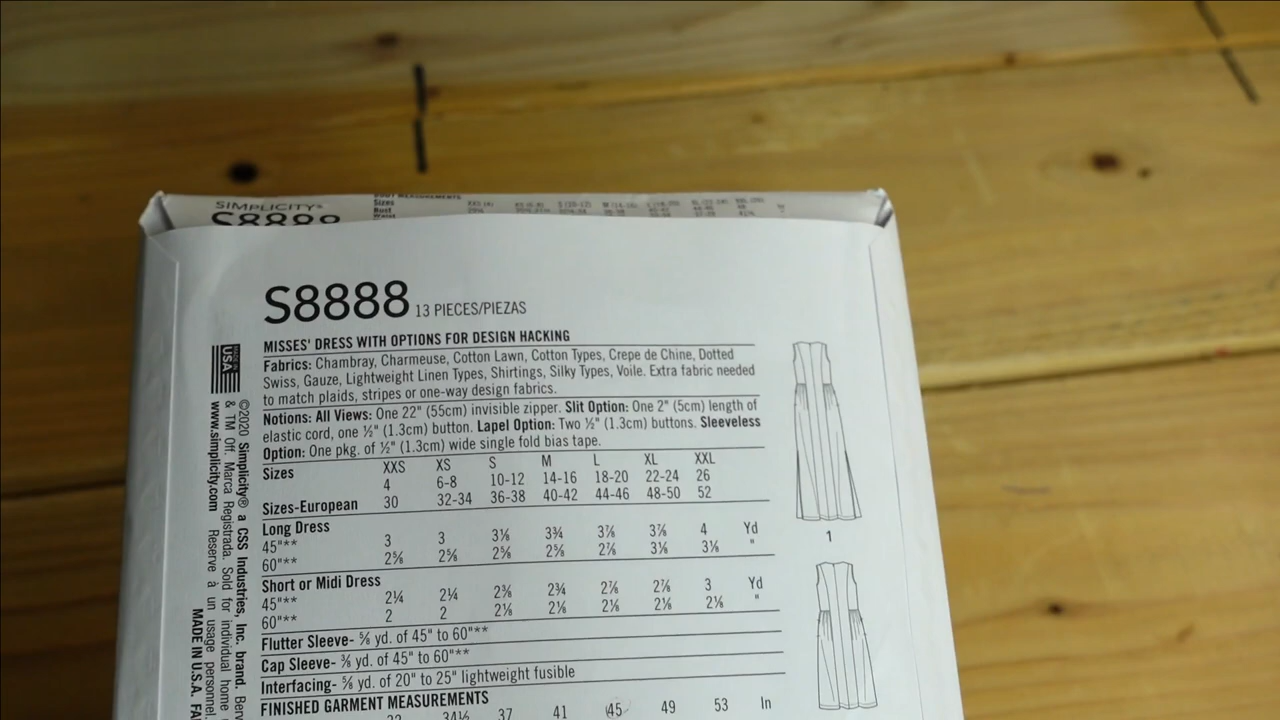 SIMPLICITY®
S8888
BODY MEASUREMENTS
Sizes
Bust
S8888 13 PIECES/PIEZAS
MISSES' DRESS WITH OPTIONS FOR DESIGN HACKING
Fabrics: Chambray, Charmeuse, Cotton Lawn, Cotton Types, Crepe de Chine, Dotted
Swiss, Gauze, Lightweight Linen Types, Shirtings, Silky Types, Voile. Extra fabric needed
to match plaids, stripes or one-way design fabrics.
Notions: All Views: One 22" (55cm) invisible zipper. Slit Option: One 2" (5cm) length of
elastic cord, one ½" (1.3cm) button. Lapel Option: Two ½" (1.3cm) buttons. Sleeveless
Option: One pkg. of ½" (1.3cm) wide single fold bias tape.
Sizes XXS XS S M L XL XXL
4 6-8 10-12 14-16 18-20 22-24 26
Sizes-European 30 32-34 36-38 40-42 44-46 48-50 52
Long Dress
45"** 3 3 3⅛ 3¾ 3⅞ 3⅞ 4 Yd
60"** 2⅝ 2⅝ 2⅝ 2⅝ 2⅞ 3⅛ 3⅛ "
Short or Midi Dress
45"** 2¼ 2¼ 2⅜ 2¾ 2⅞ 2⅞ 3 Yd
60"** 2 2 2⅛ 2⅛ 2⅛ 2⅛ 2⅛ "
Flutter Sleeve- ⅝ yd. of 45" to 60"**
Cap Sleeve- ⅜ yd. of 45" to 60"**
Interfacing- ⅝ yd. of 20" to 25" lightweight fusible
FINISHED GARMENT MEASUREMENTS
34½ 37 41 45 49 53 In
1
MADE IN
USA
©2020 Simplicity® a CSS Industries, Inc. brand.
& TM Off. Marca Registrada. Sold for individual home
www.simplicity.com Reserve à un usage personnel.
MADE IN U.S.A.